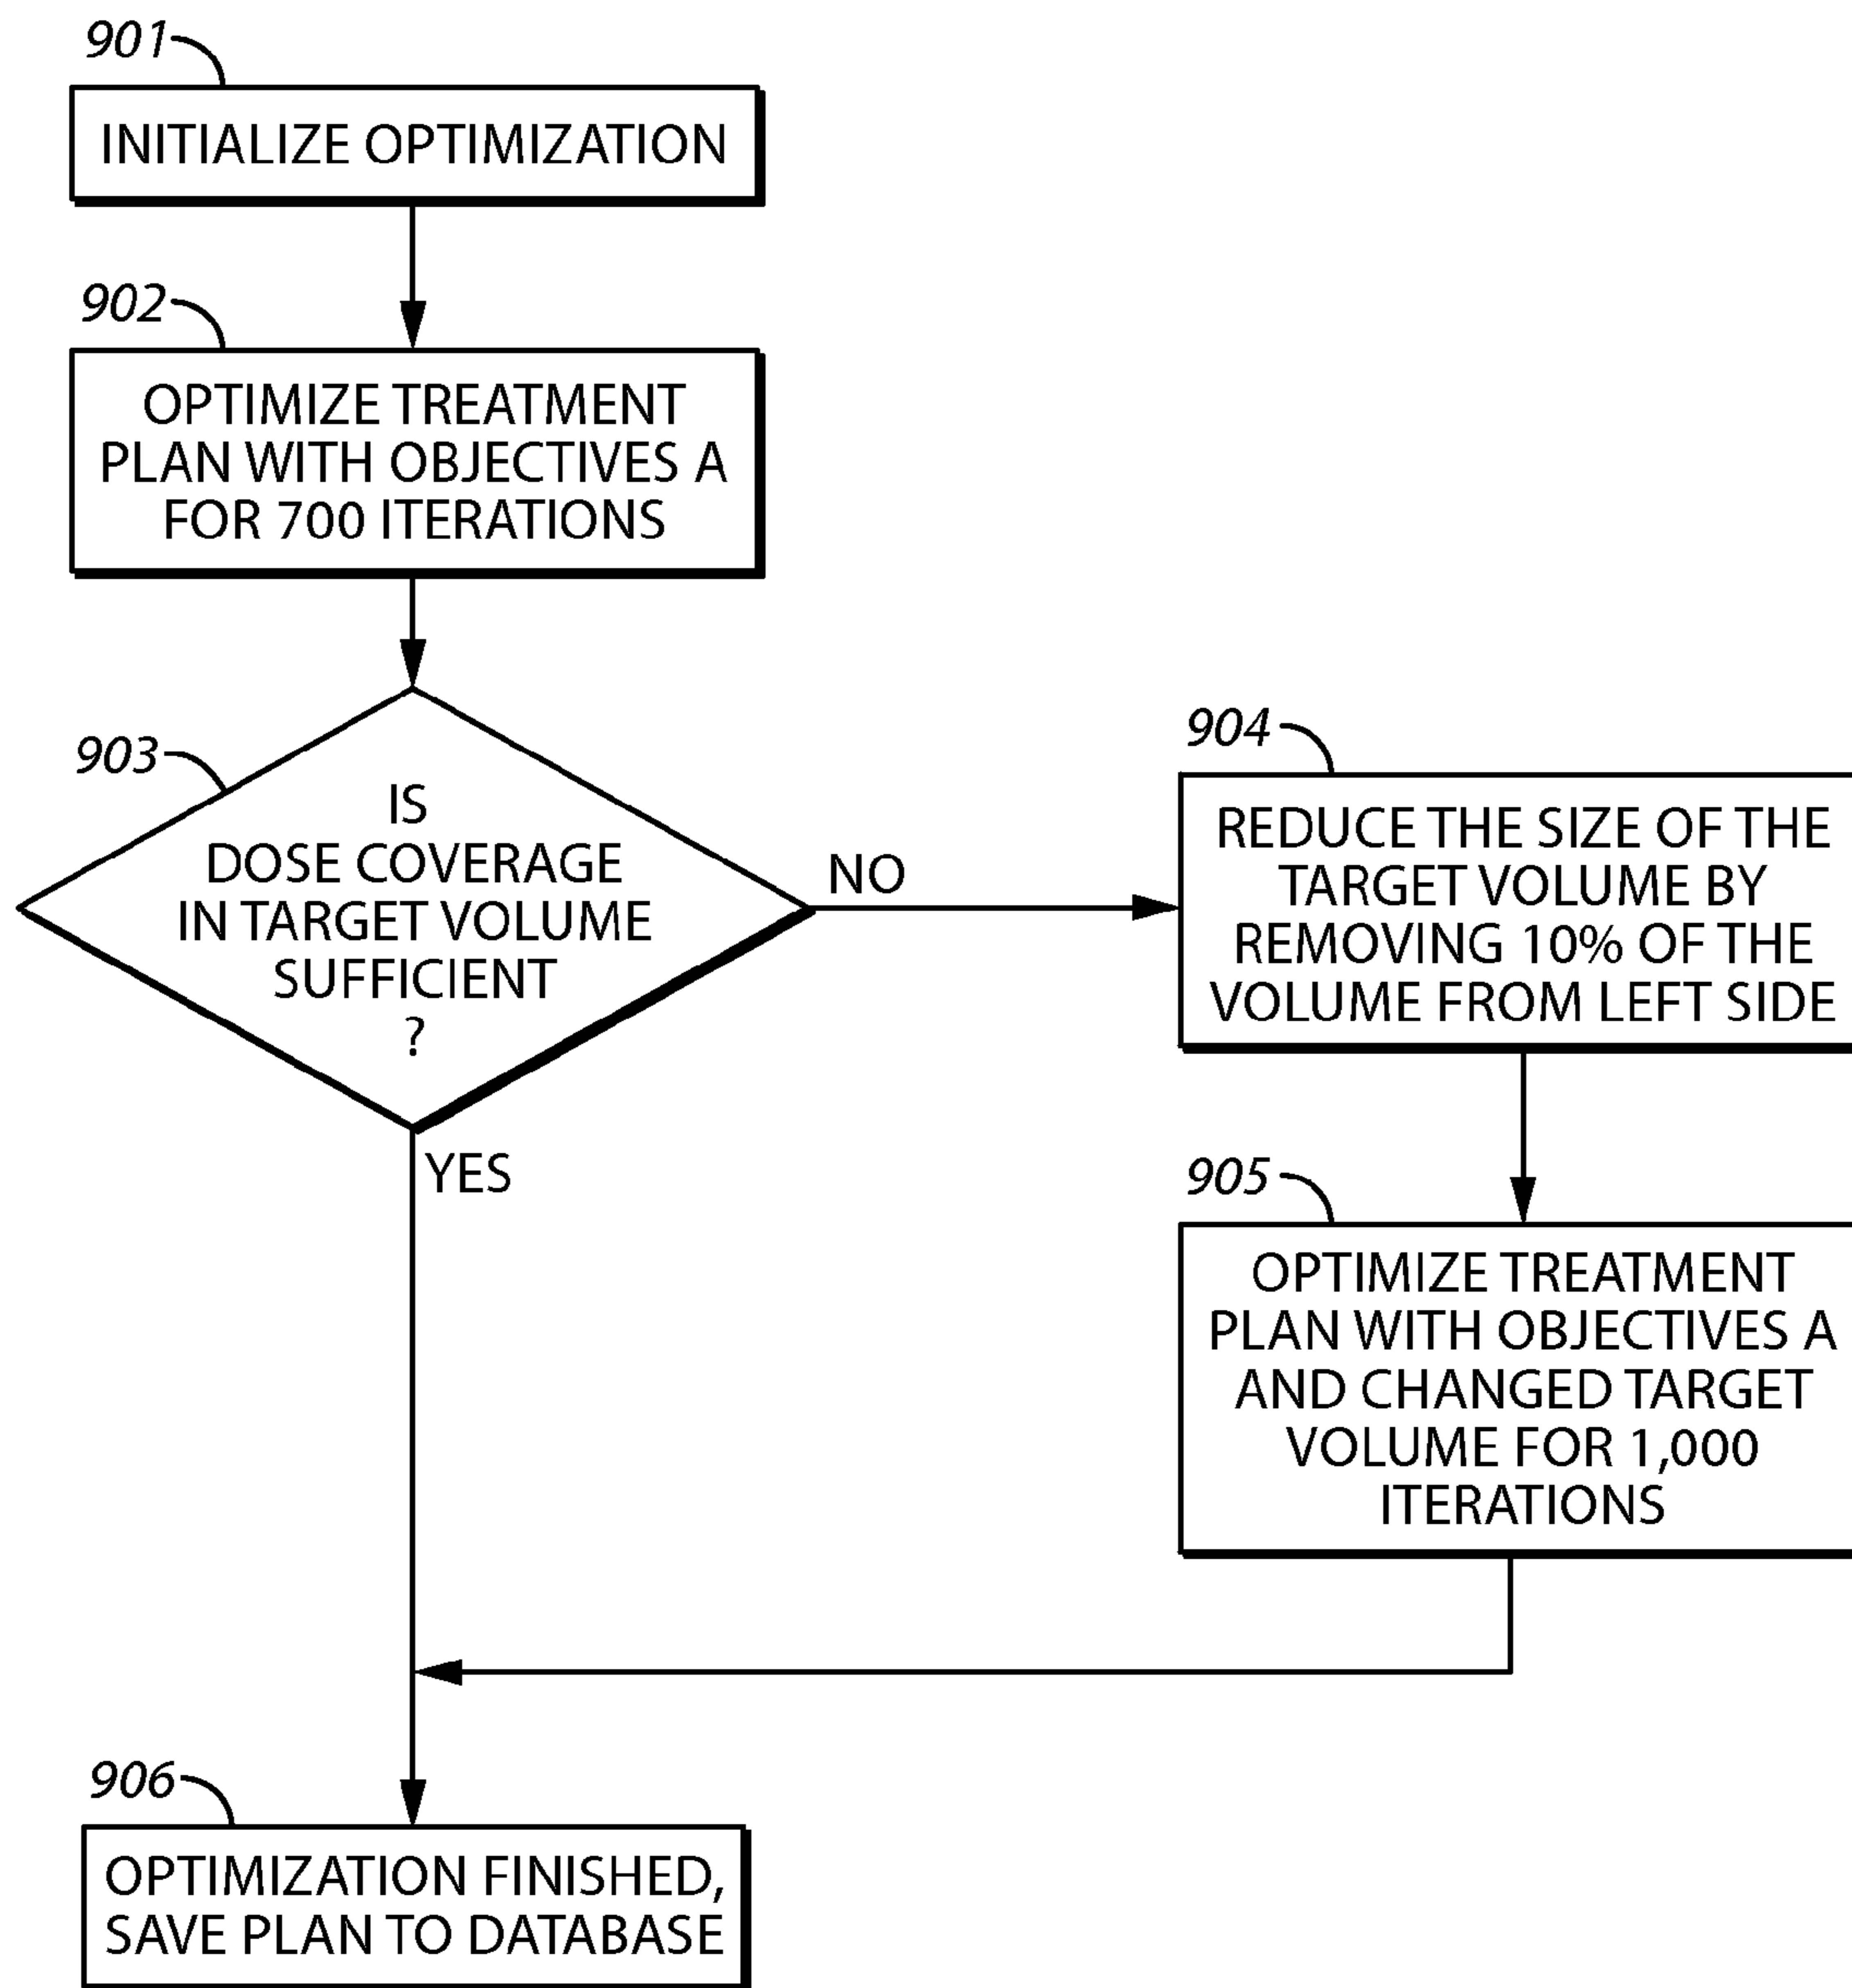 901
INITIALIZE OPTIMIZATION
902
OPTIMIZE TREATMENT
PLAN WITH OBJECTIVES A
FOR 700 ITERATIONS
903
IS
DOSE COVERAGE
IN TARGET VOLUME
SUFFICIENT
?
NO
YES
904
REDUCE THE SIZE OF THE
TARGET VOLUME BY
REMOVING 10% OF THE
VOLUME FROM LEFT SIDE
905
OPTIMIZE TREATMENT
PLAN WITH OBJECTIVES A
AND CHANGED TARGET
VOLUME FOR 1,000
ITERATIONS
906
OPTIMIZATION FINISHED,
SAVE PLAN TO DATABASE